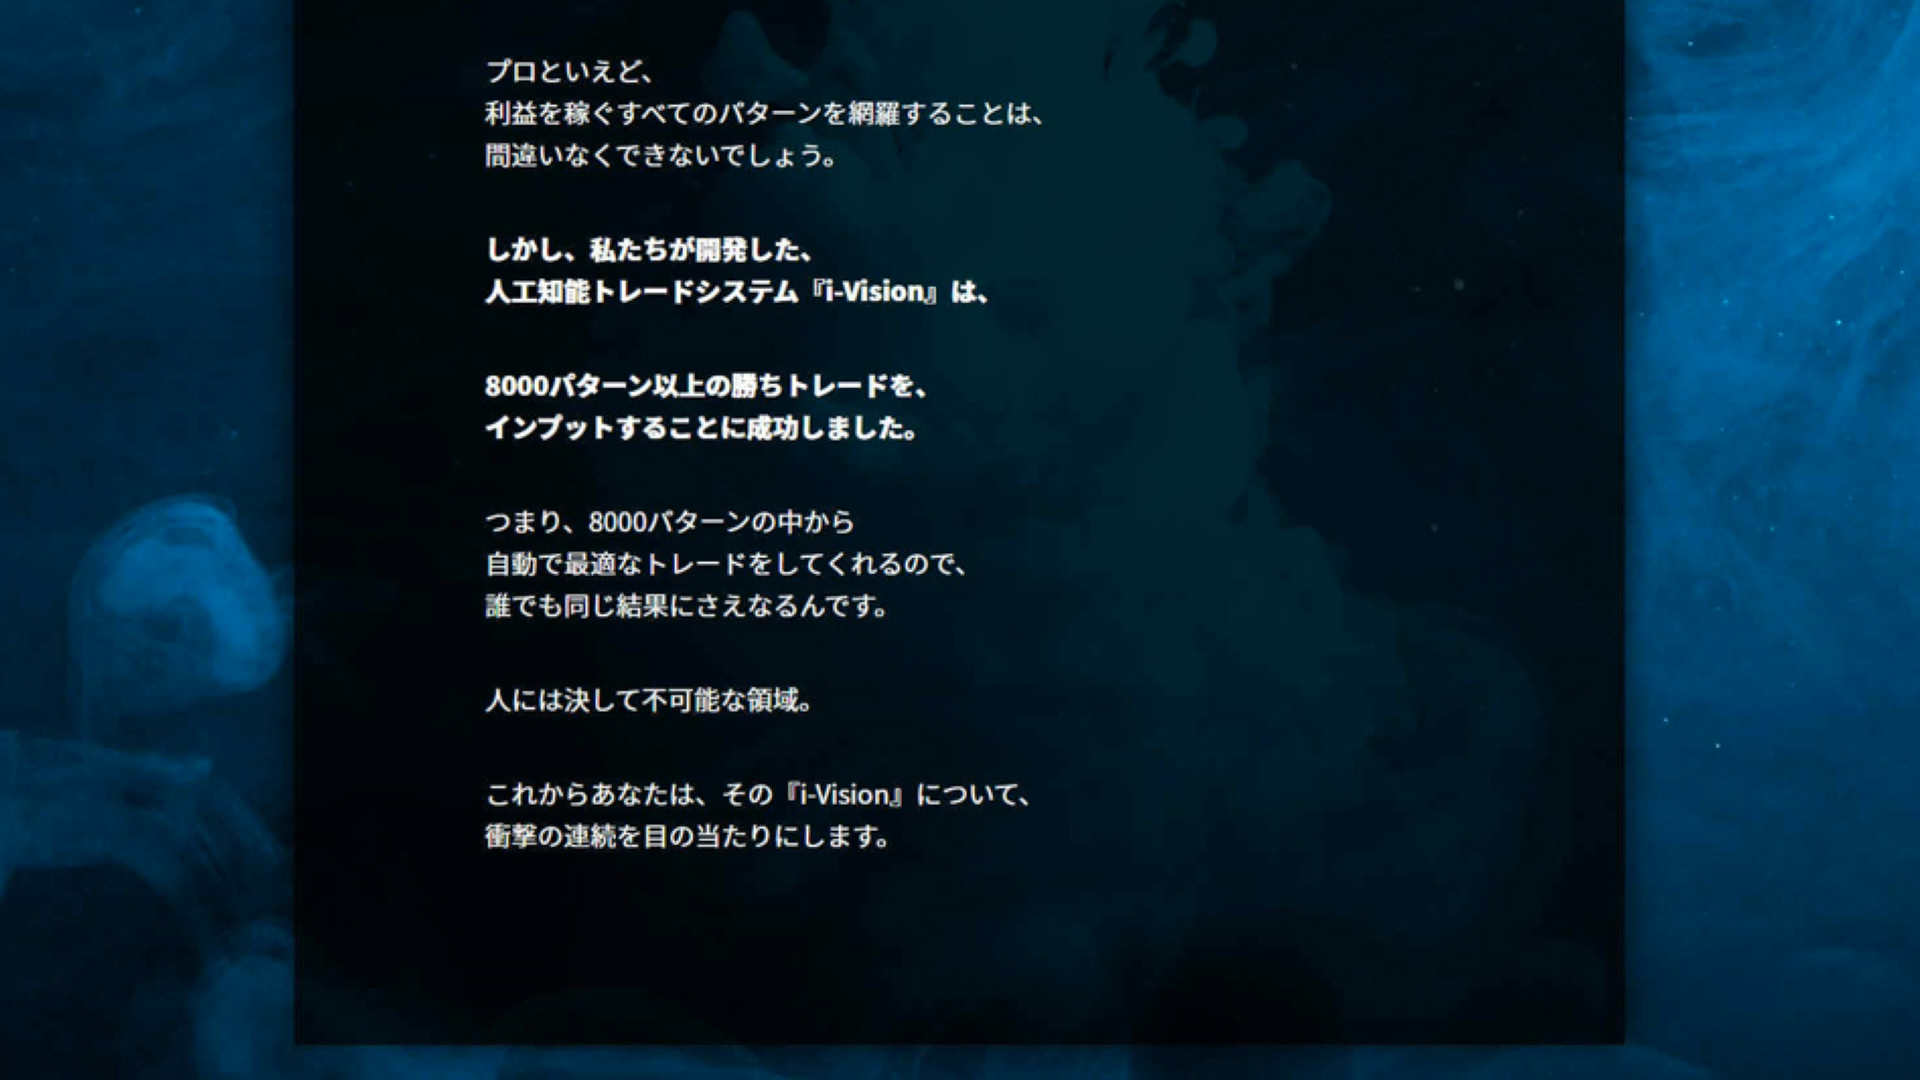 プロといえど、
利益を稼ぐすべてのパターンを網羅することは、
間違いなくできないでしょう。
しかし、私たちが開発した、
人工知能トレードシステム『i-Vision』は、
8000パターン以上の勝ちトレードを、
インプットすることに成功しました。
つまり、8000パターンの中から
自動で最適なトレードをしてくれるので、
誰でも同じ結果にさえなるんです。
人には決して不可能な領域。
これからあなたは、その『i-Vision』について、
衝撃の連続を目の当たりにします。